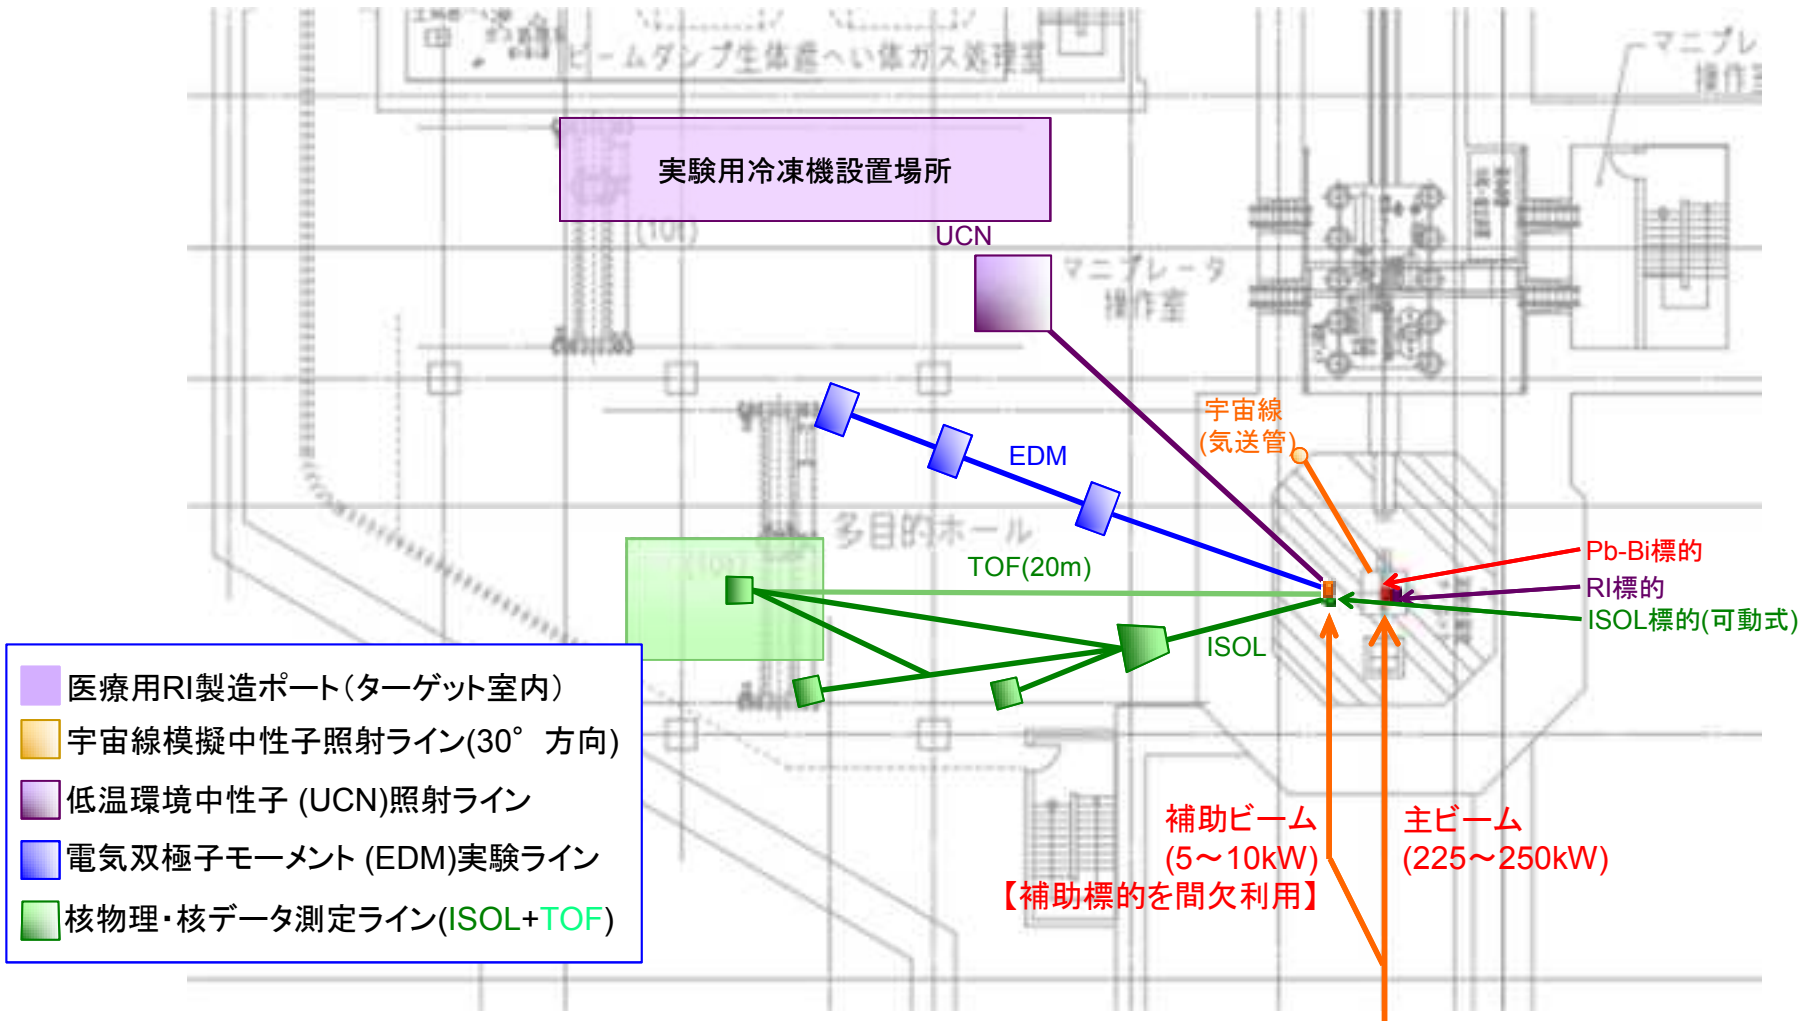 ビームダンプ生体遮へい体ガス処理室
マニプレ
操作室
実験用冷凍機設置場所
(10t)
UCN
マニプレータ
操作室
宇宙線
(気送管)
EDM
多目的ホール
(10t)
TOF(20m)
Pb-Bi標的
RI標的
ISOL標的(可動式)
ISOL
医療用RI製造ポート(ターゲット室内)
宇宙線模擬中性子照射ライン(30°方向)
低温環境中性子 (UCN)照射ライン
電気双極子モーメント (EDM)実験ライン
核物理・核データ測定ライン(ISOL+TOF)
補助ビーム
(5～10kW)
【補助標的を間欠利用】
主ビーム
(225～250kW)